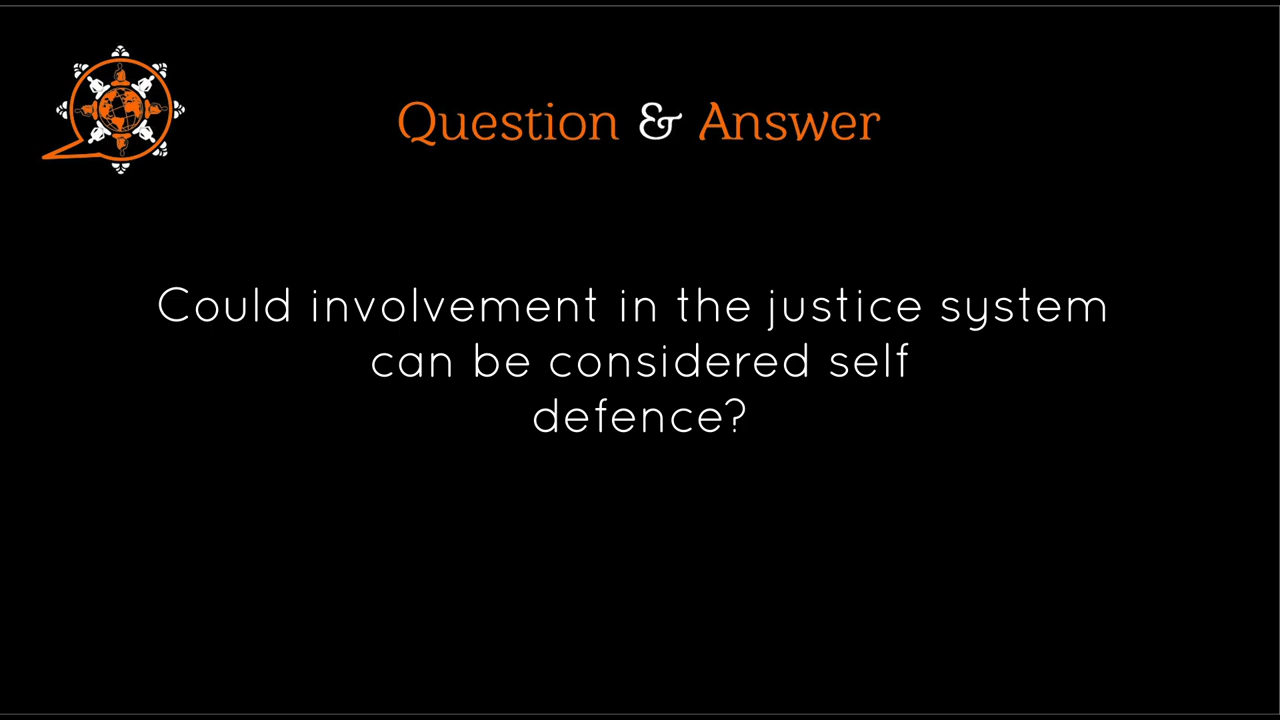 Question & Answer
Could involvement in the justice system
can be considered self
defence?